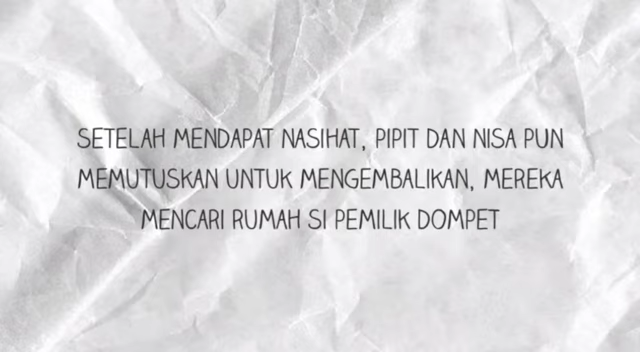 SETELAH MENDAPAT NASIHAT, PIPIT DAN NISA PUN
MEMUTUSKAN UNTUK MENGEMBALIKAN, MEREKA
MENCARI RUMAH SI PEMILIK DOMPET